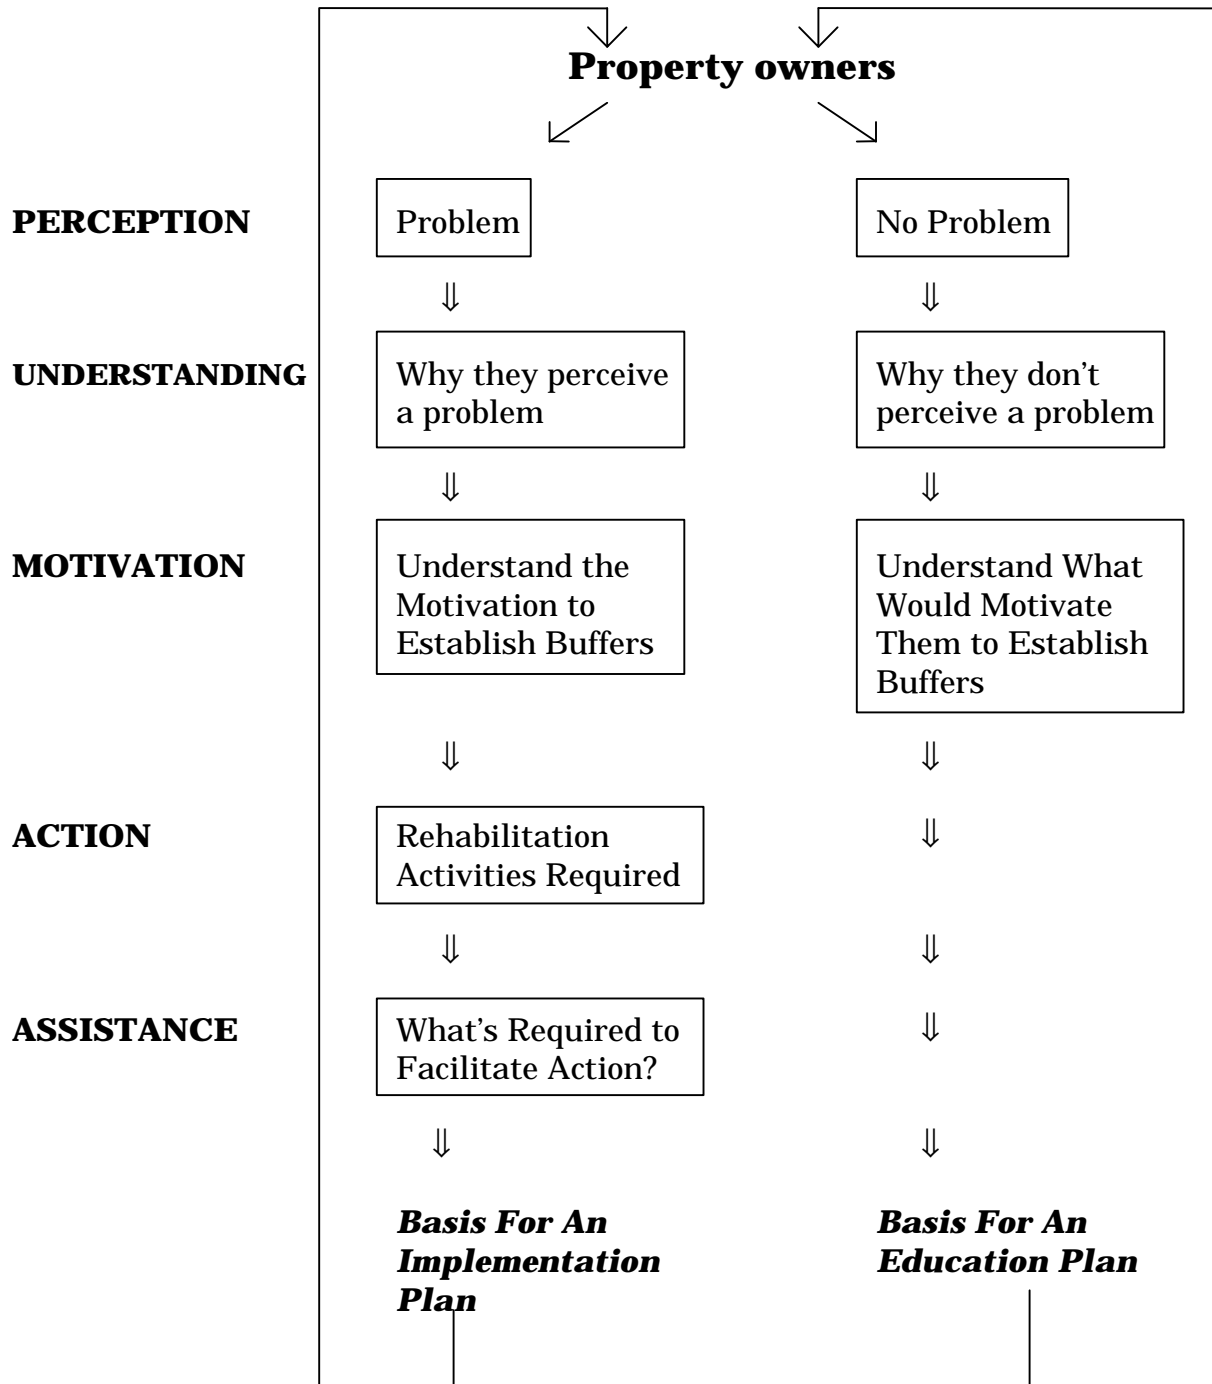 Property owners
PERCEPTION
Problem
No Problem
⇓
⇓
UNDERSTANDING
Why they perceive
a problem
Why they don’t
perceive a problem
⇓
⇓
MOTIVATION
Understand the
Motivation to
Establish Buffers
Understand What
Would Motivate
Them to Establish
Buffers
⇓
⇓
ACTION
Rehabilitation
Activities Required
⇓
⇓
⇓
ASSISTANCE
What’s Required to
Facilitate Action?
⇓
⇓
⇓
Basis For An
Implementation
Plan
Basis For An
Education Plan